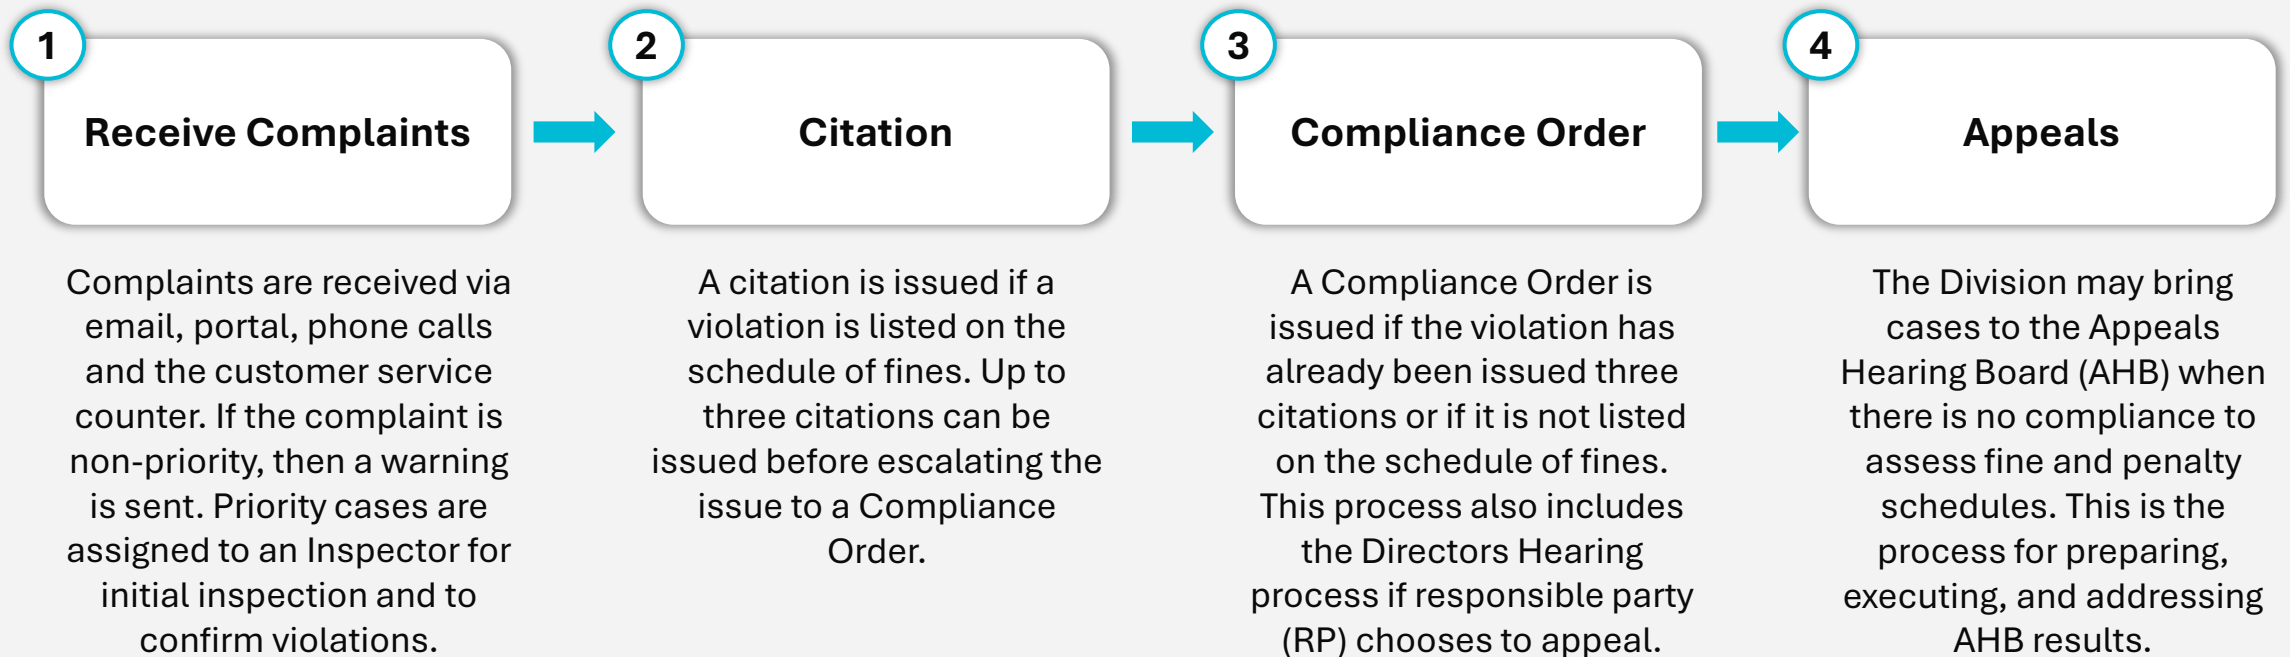 1
Receive Complaints
Complaints are received via
email, portal, phone calls
and the customer service
counter. If the complaint is
non-priority, then a warning
is sent. Priority cases are
assigned to an Inspector for
initial inspection and to
confirm violations.
2
Citation
A citation is issued if a
violation is listed on the
schedule of fines. Up to
three citations can be
issued before escalating the
issue to a Compliance
Order.
3
Compliance Order
A Compliance Order is
issued if the violation has
already been issued three
citations or if it is not listed
on the schedule of fines.
This process also includes
the Directors Hearing
process if responsible party
(RP) chooses to appeal.
4
Appeals
The Division may bring
cases to the Appeals
Hearing Board (AHB) when
there is no compliance to
assess fine and penalty
schedules. This is the
process for preparing,
executing, and addressing
AHB results.